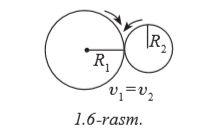 R₂
R₁
v₁=v₂
1.6-rasm.